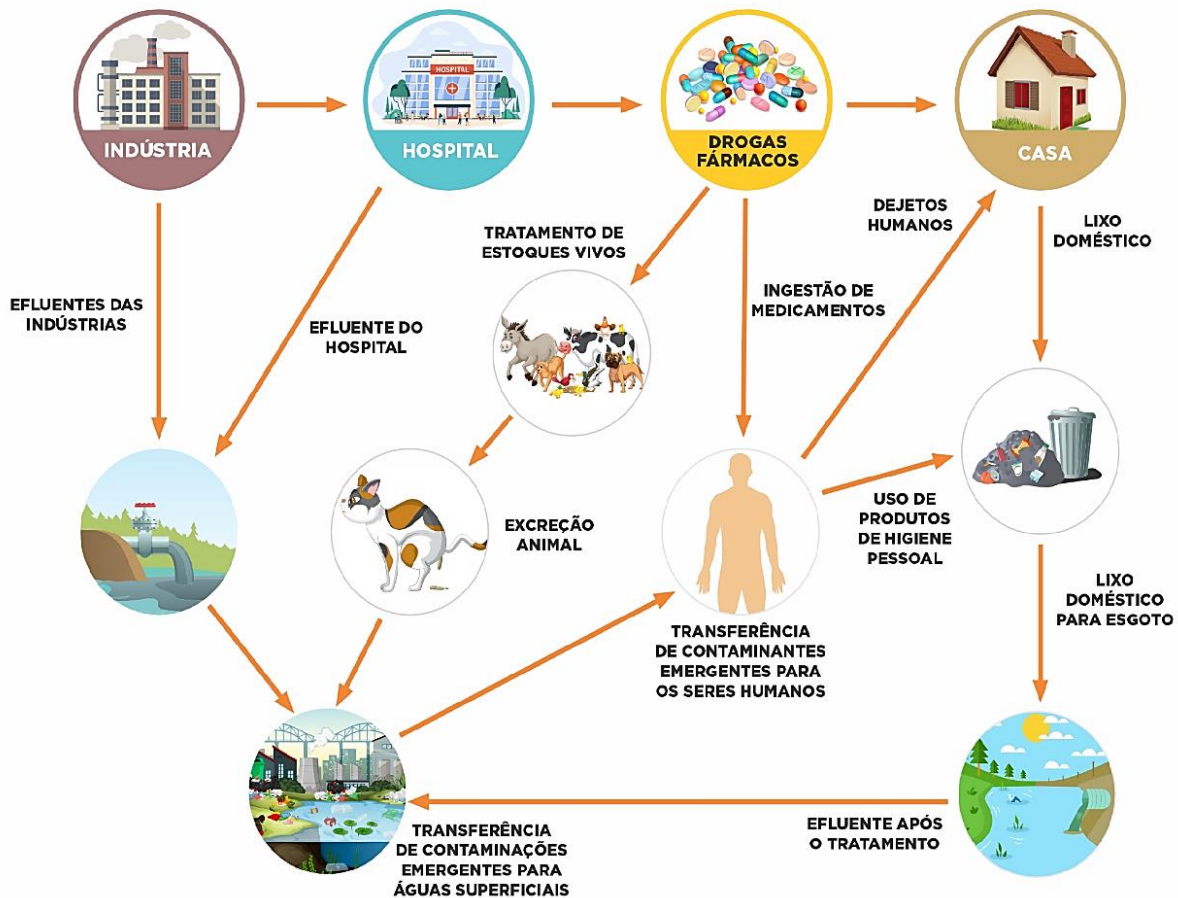 INDÚSTRIA
HOSPITAL
HOSPITAL
DROGAS
FÁRMACOS
CASA
TRATAMENTO DE
ESTOQUES VIVOS
DEJETOS
HUMANOS
LIXO
DOMÉSTICO
EFLUENTES DAS
INDÚSTRIAS
EFLUENTE DO
HOSPITAL
INGESTÃO DE
MEDICAMENTOS
EXCREÇÃO
ANIMAL
USO DE
PRODUTOS
DE HIGIENE
PESSOAL
LIXO
DOMÉSTICO
PARA ESGOTO
TRANSFERÊNCIA
DE CONTAMINANTES
EMERGENTES PARA
OS SERES HUMANOS
TRANSFERÊNCIA
DE CONTAMINAÇÕES
EMERGENTES PARA
ÁGUAS SUPERFICIAIS
EFLUENTE APÓS
O TRATAMENTO